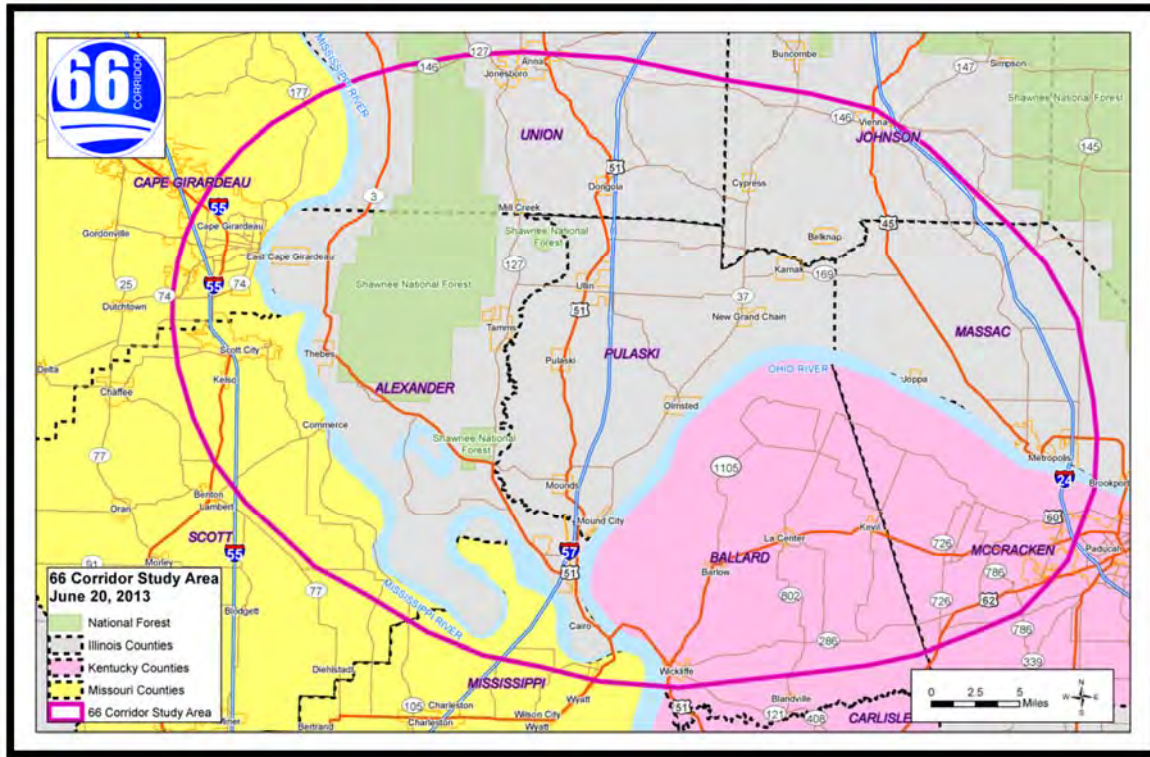 66
CORRIDOR
MISSISSIPPI RIVER
146
127
Anna
Jonesboro
Buncombe
147
Simpson
Shawnee National Forest
177
UNION
146
Vienna
JOHNSON
145
51
CAPE GIRARDEAU
55
3
Dongola
Cypress
Mill Creek
45
Gordonville
Cape Girardeau
East Cape Girardeau
Shawnee National
Forest
Belknap
127
Karnak
169
55
74
Shawnee National Forest
Ullin
25
74
37
Dutchtown
51
New Grand Chain
Tamms
MASSAC
Scott City
Thebes
Pulaski
PULASKI
OHIO RIVER
Delta
Kelso
Joppa
Chaffee
ALEXANDER
Olmsted
Commerce
Shawnee National
Forest
77
1105
Metropolis
24
Brookport
Mounds
Benton
Lambert
Oran
Mound City
60
Kevil
La Center
726
SCOTT
55
57
BALLARD
MCCRACKEN
Paducah
91
Morley
51
Barlow
786
77
802
726
62
Blodgett
MISSISSIPPI RIVER
Cairo
786
286
339
Diehlstadt
Wickliffe
MISSISSIPPI
Wyatt
Blandville
105
Charleston
Charleston
Wilson City
Wyatt
51
121
408
CARLISLE
Miner
Bertrand
66 Corridor Study Area
June 20, 2013
National Forest
Illinois Counties
Kentucky Counties
Missouri Counties
66 Corridor Study Area
N
W
E
S
0 2.5 5
Miles